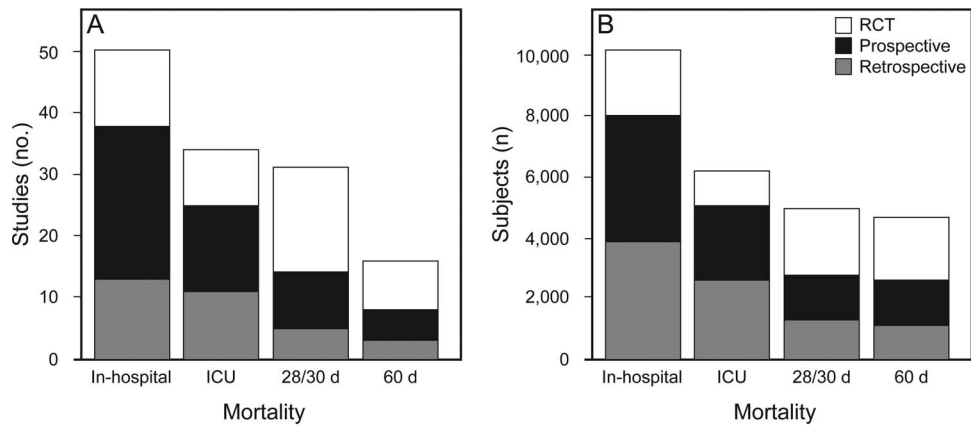 A
Studies (no.)
50
40
30
20
10
0
In-hospital ICU 28/30 d 60 d
Mortality
B
RCT
Prospective
Retrospective
Subjects (n)
10,000
8,000
6,000
4,000
2,000
0
In-hospital ICU 28/30 d 60 d
Mortality